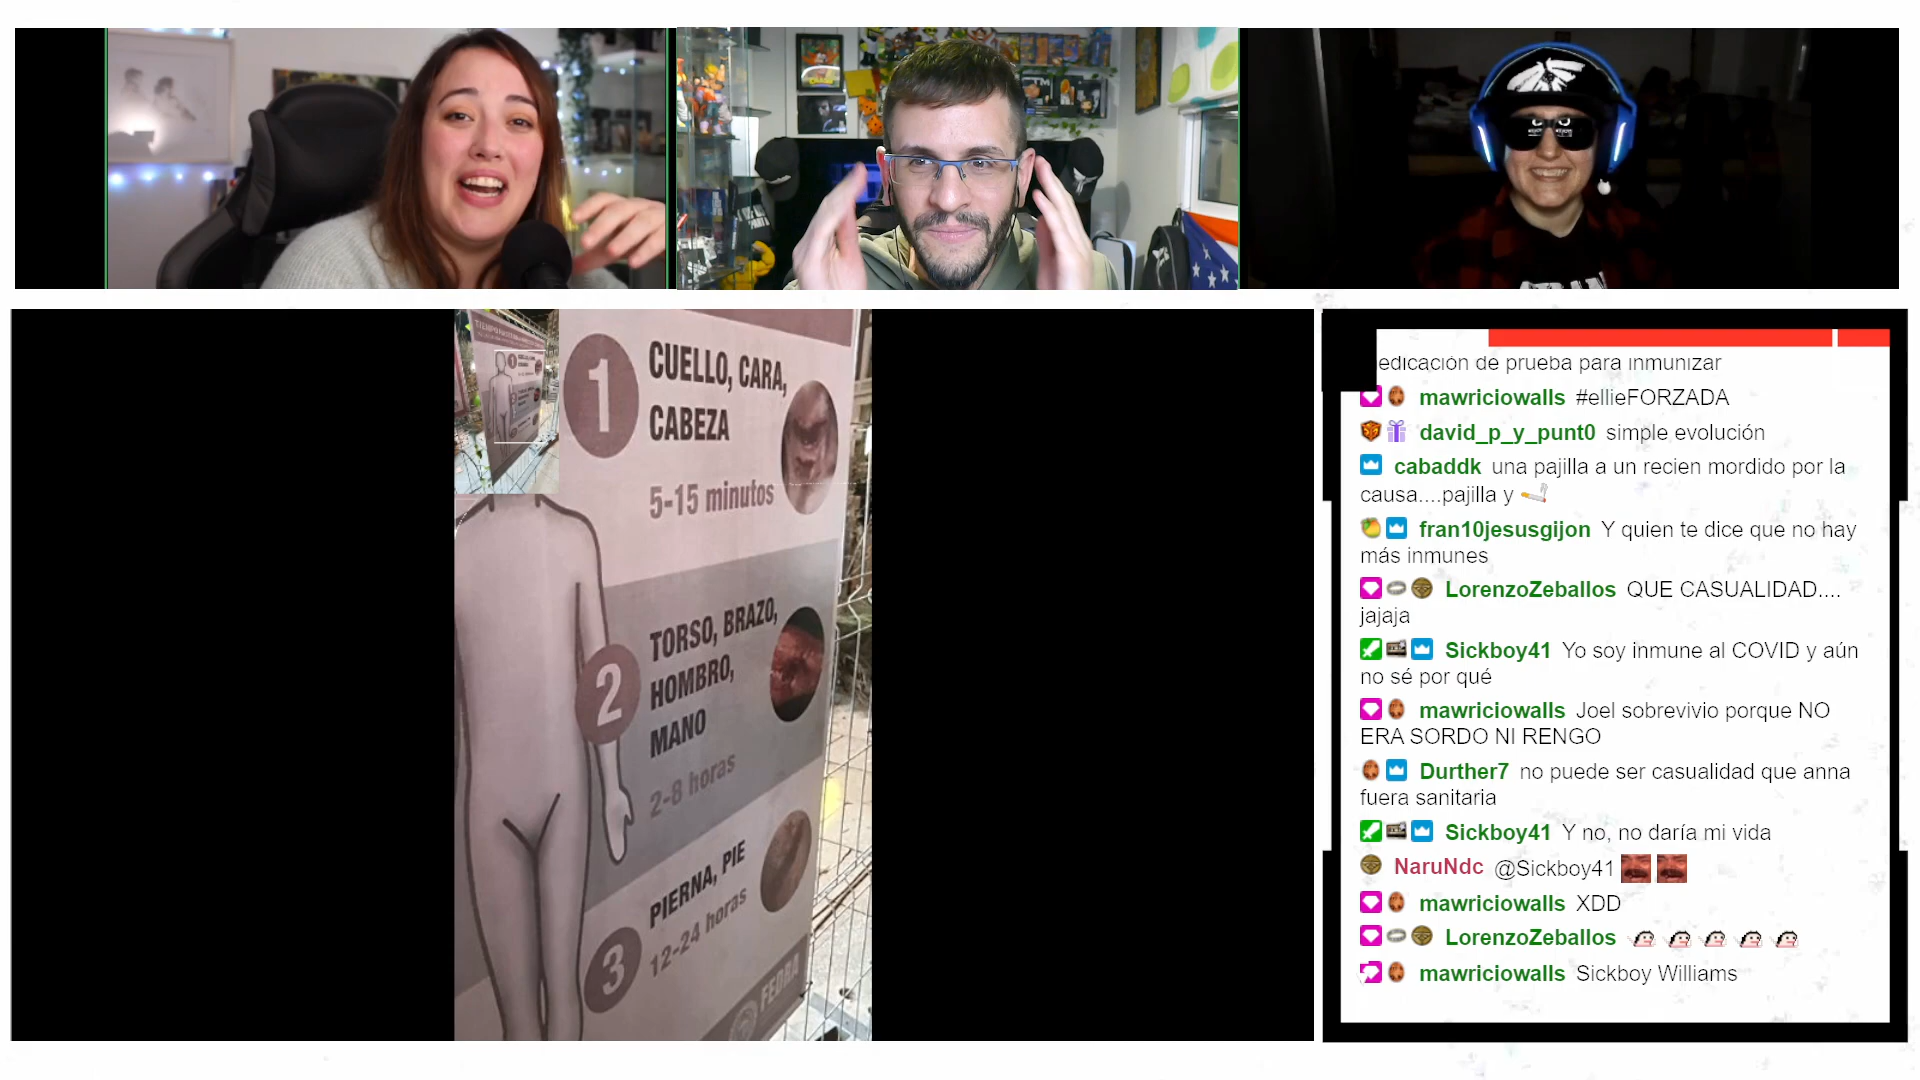 1
CUELLO, CARA,
CABEZA
5-15 minutos
2
TORSO, BRAZO,
HOMBRO,
MANO
2-8 horas
3
PIERNA, PIE
12-24 horas
FEDRA
edicación de prueba para inmunizar
mawriciowalls #ellieFORZADA
david_p_y_punt0 simple evolución
cabaddk una pajilla a un recien mordido por la
causa....pajilla y
fran10jesusgijon Y quien te dice que no hay
más inmunes
LorenzoZeballos QUE CASUALIDAD....
jajaja
Sickboy41 Yo soy inmune al COVID y aún
no sé por qué
mawriciowalls Joel sobrevivio porque NO
ERA SORDO NI RENGO
Durther7 no puede ser casualidad que anna
fuera sanitaria
Sickboy41 Y no, no daría mi vida
NaruNdc @Sickboy41
mawriciowalls XDD
LorenzoZeballos
mawriciowalls Sickboy Williams